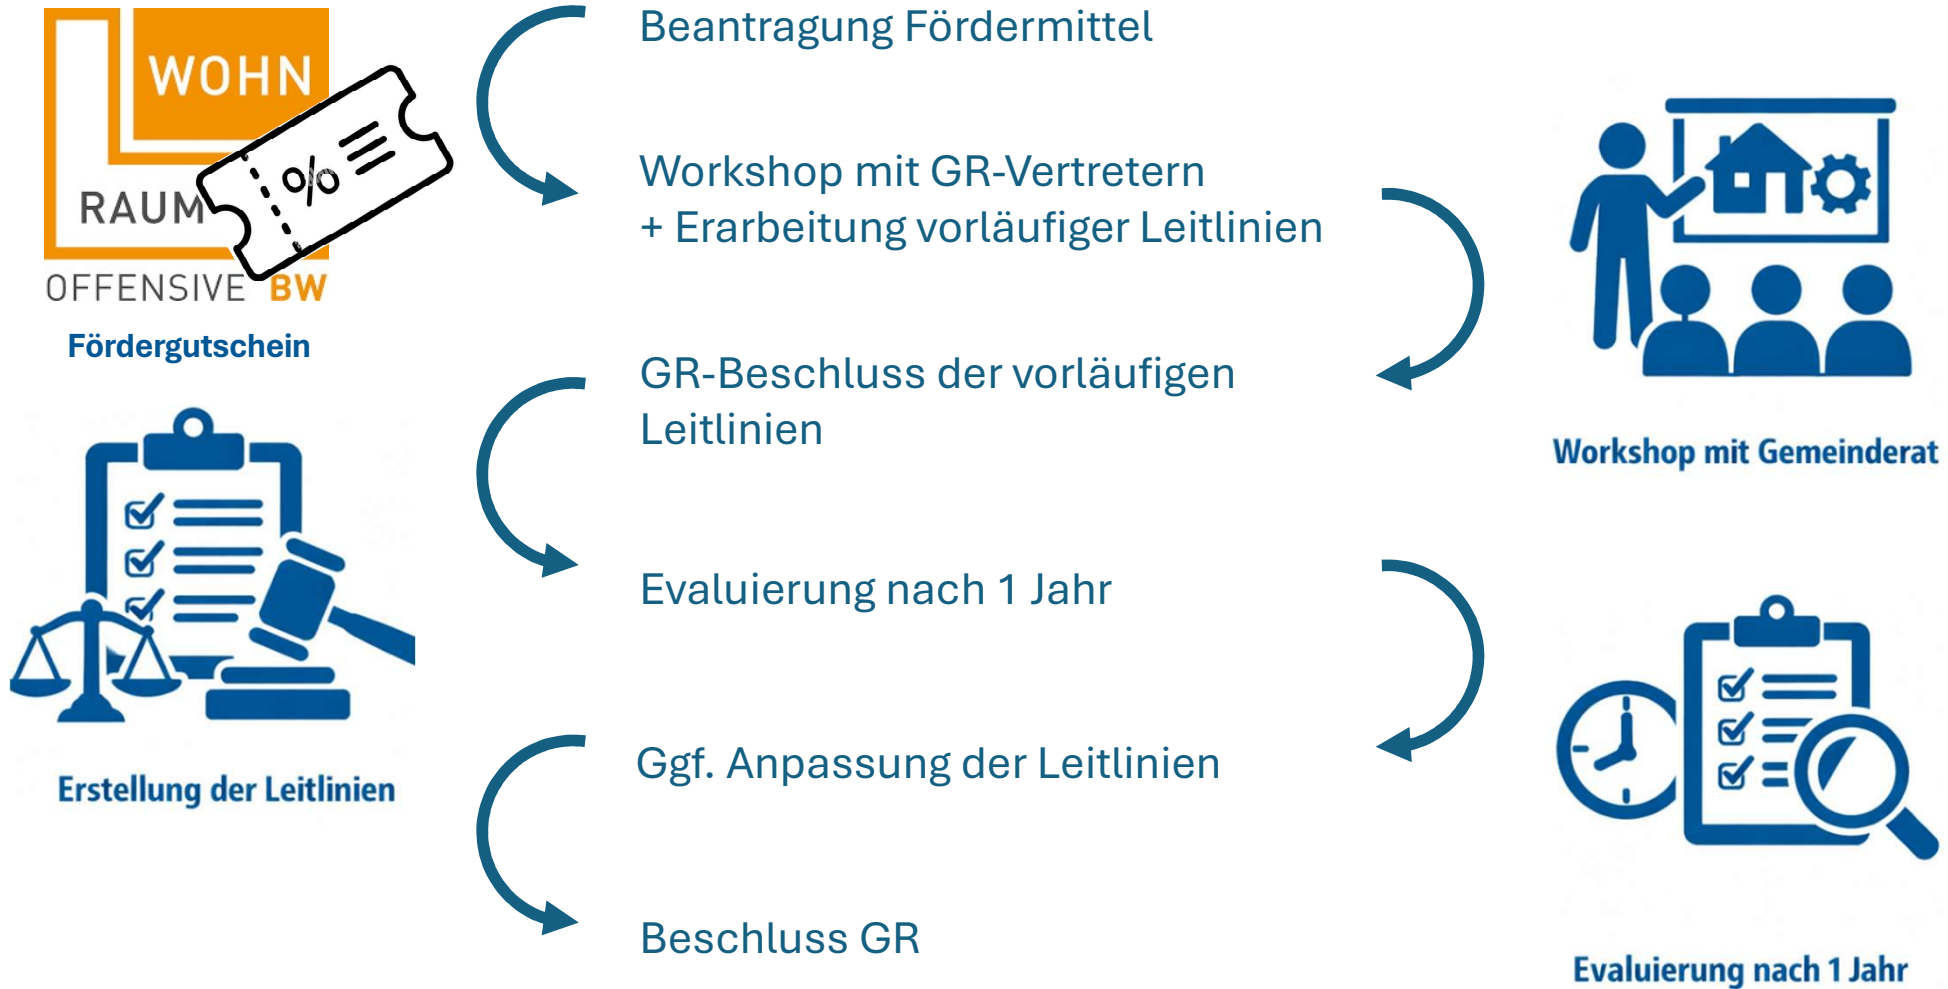 WOHN
RAUM
OFFENSIVE BW
%
Fördergutschein
Beantragung Fördermittel
Workshop mit GR-Vertretern
+ Erarbeitung vorläufiger Leitlinien
GR-Beschluss der vorläufigen
Leitlinien
Evaluierung nach 1 Jahr
Ggf. Anpassung der Leitlinien
Beschluss GR
Erstellung der Leitlinien
Workshop mit Gemeinderat
Evaluierung nach 1 Jahr